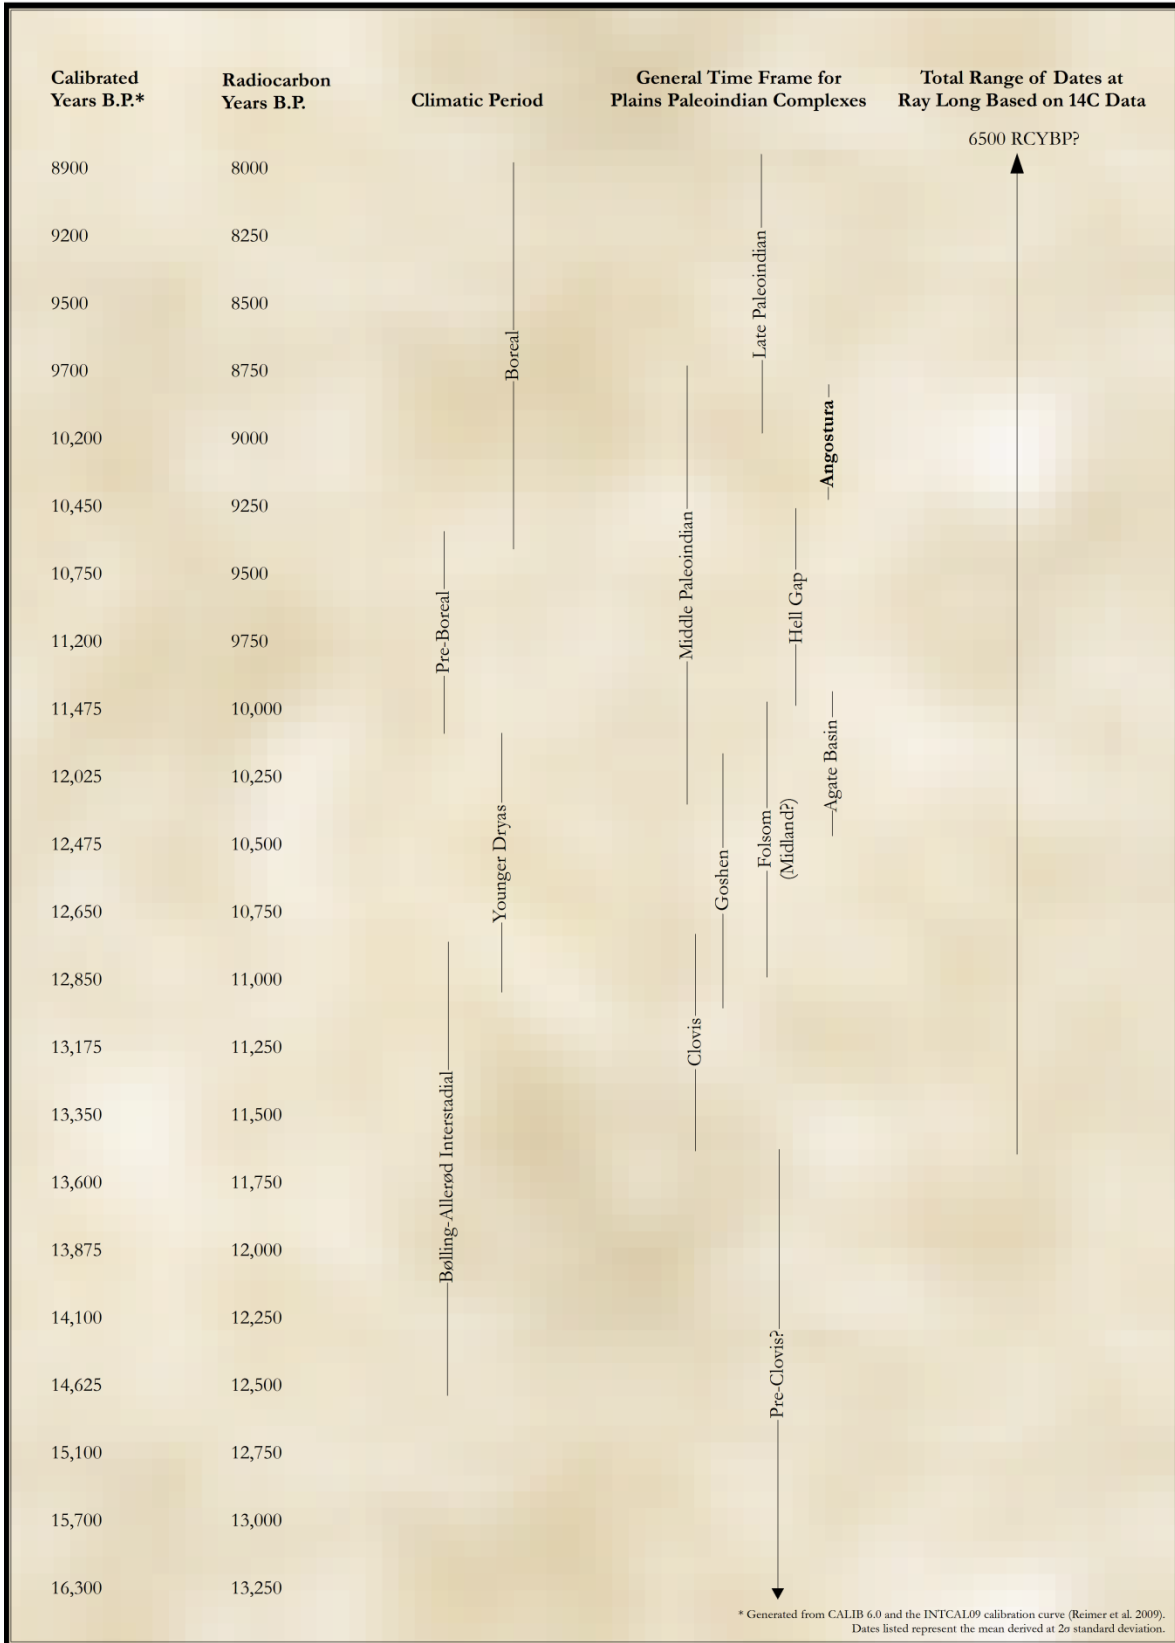 Calibrated
Years B.P.*
Radiocarbon
Years B.P.
Climatic Period
General Time Frame for
Plains Paleoindian Complexes
Total Range of Dates at
Ray Long Based on 14C Data
6500 RCYBP?
8900 8000
9200 8250
9500 8500
9700 8750
10,200 9000
10,450 9250
10,750 9500
11,200 9750
11,475 10,000
12,025 10,250
12,475 10,500
12,650 10,750
12,850 11,000
13,175 11,250
13,350 11,500
13,600 11,750
13,875 12,000
14,100 12,250
14,625 12,500
15,100 12,750
15,700 13,000
16,300 13,250
Boreal
Pre-Boreal
Younger Dryas
Bølling-Allerød Interstadial
Late Paleoindian
Angostura
Middle Paleoindian
Hell Gap
Agate Basin
Folsom
(Midland?)
Goshen
Clovis
Pre-Clovis?
* Generated from CALIB 6.0 and the INTCAL09 calibration curve (Reimer et al. 2009).
Dates listed represent the mean derived at 2σ standard deviation.